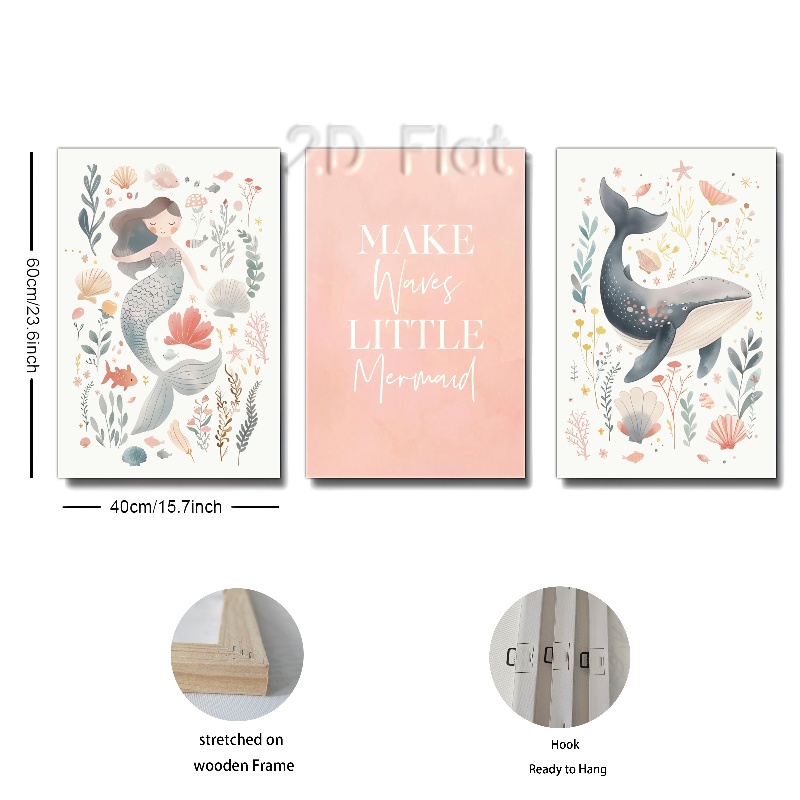 2D Flat
60cm/23.6inch
MAKE
Waves
LITTLE
Mermaid
40cm/15.7inch
stretched on
wooden Frame
Hook
Ready to Hang